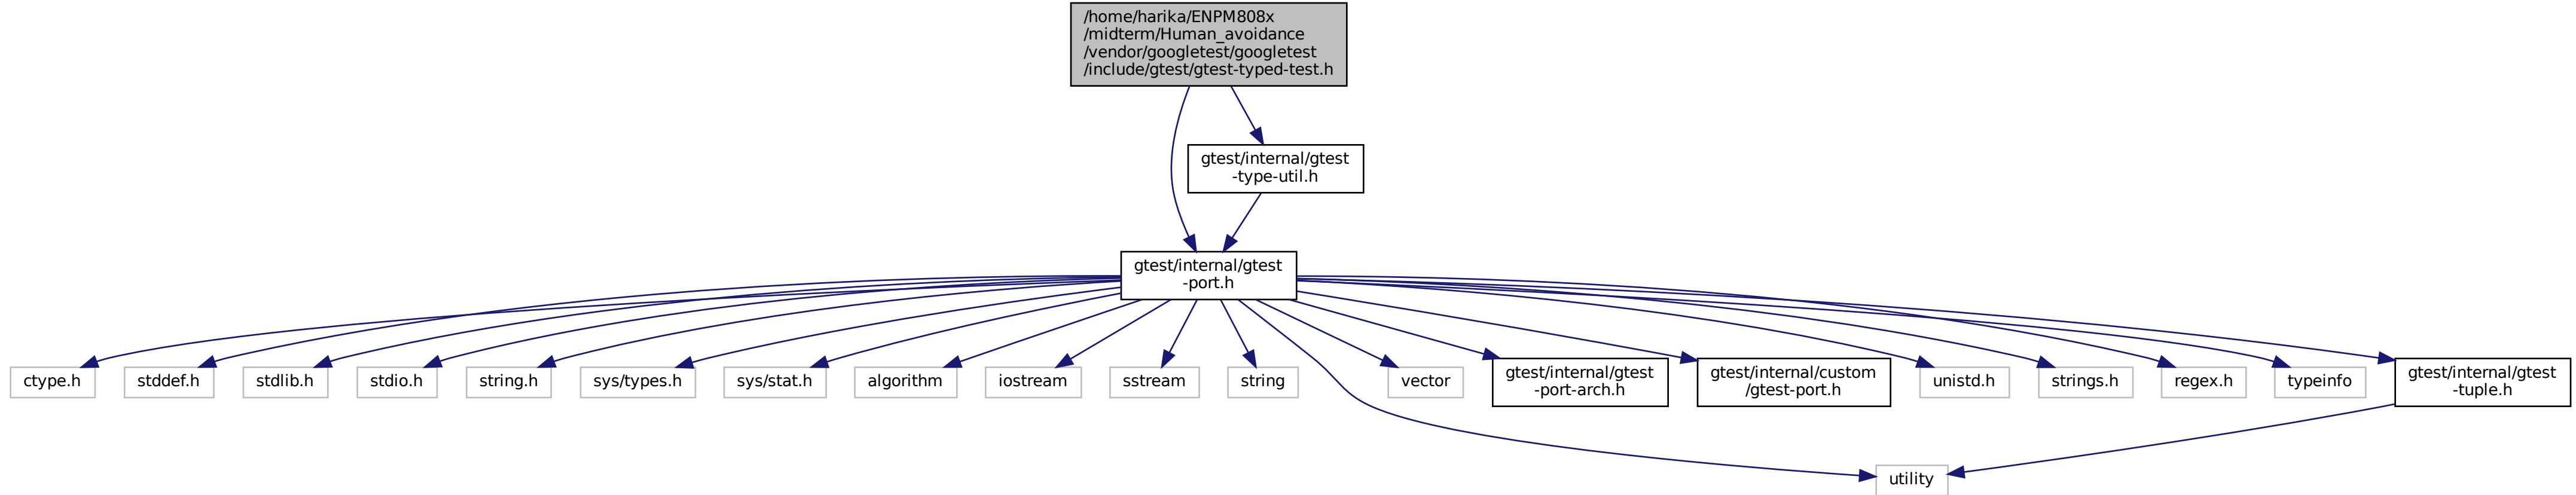 /home/harika/ENPM808x
/midterm/Human_avoidance
/vendor/googletest/googletest
/include/gtest/gtest-typed-test.h
gtest/internal/gtest
-type-util.h
gtest/internal/gtest
-port.h
ctype.h
stddef.h
stdlib.h
stdio.h
string.h
sys/types.h
sys/stat.h
algorithm
iostream
sstream
string
vector
gtest/internal/gtest
-port-arch.h
gtest/internal/custom
/gtest-port.h
unistd.h
strings.h
regex.h
typeinfo
gtest/internal/gtest
-tuple.h
utility